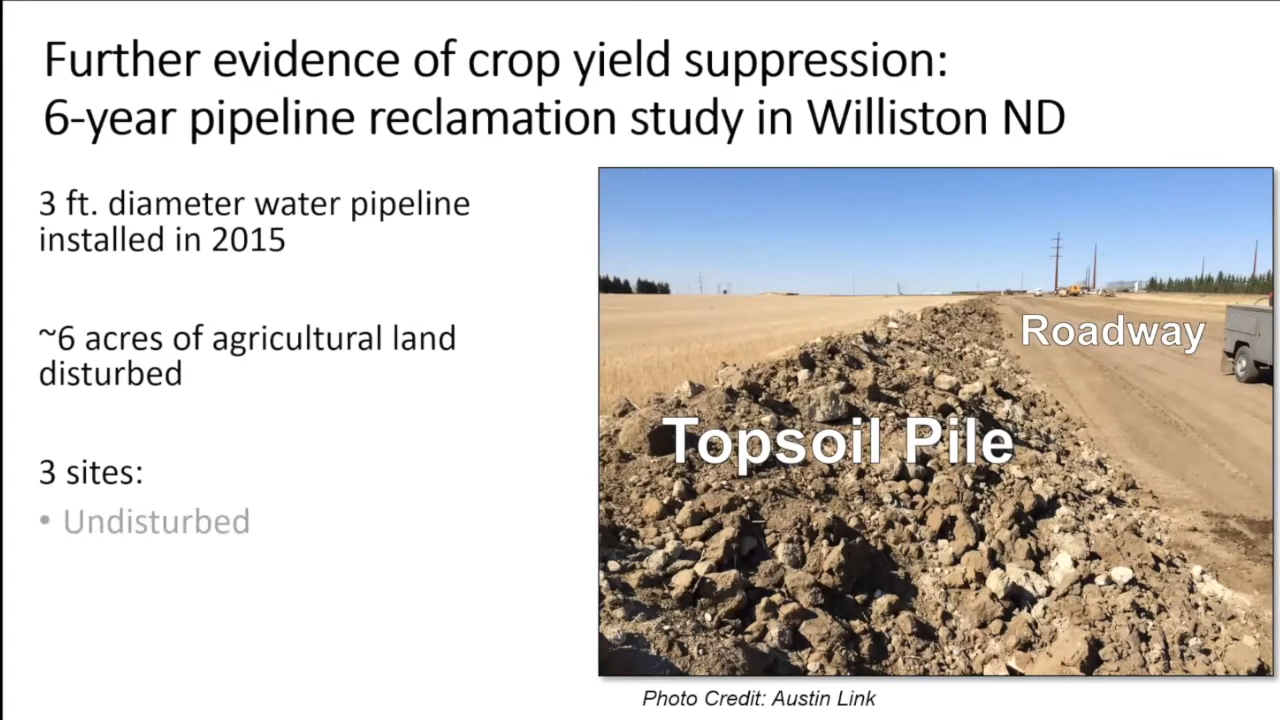 Further evidence of crop yield suppression:
6-year pipeline reclamation study in Williston ND
3 ft. diameter water pipeline
installed in 2015
~6 acres of agricultural land
disturbed
3 sites:
• Undisturbed
Roadway
Topsoil Pile
Photo Credit: Austin Link